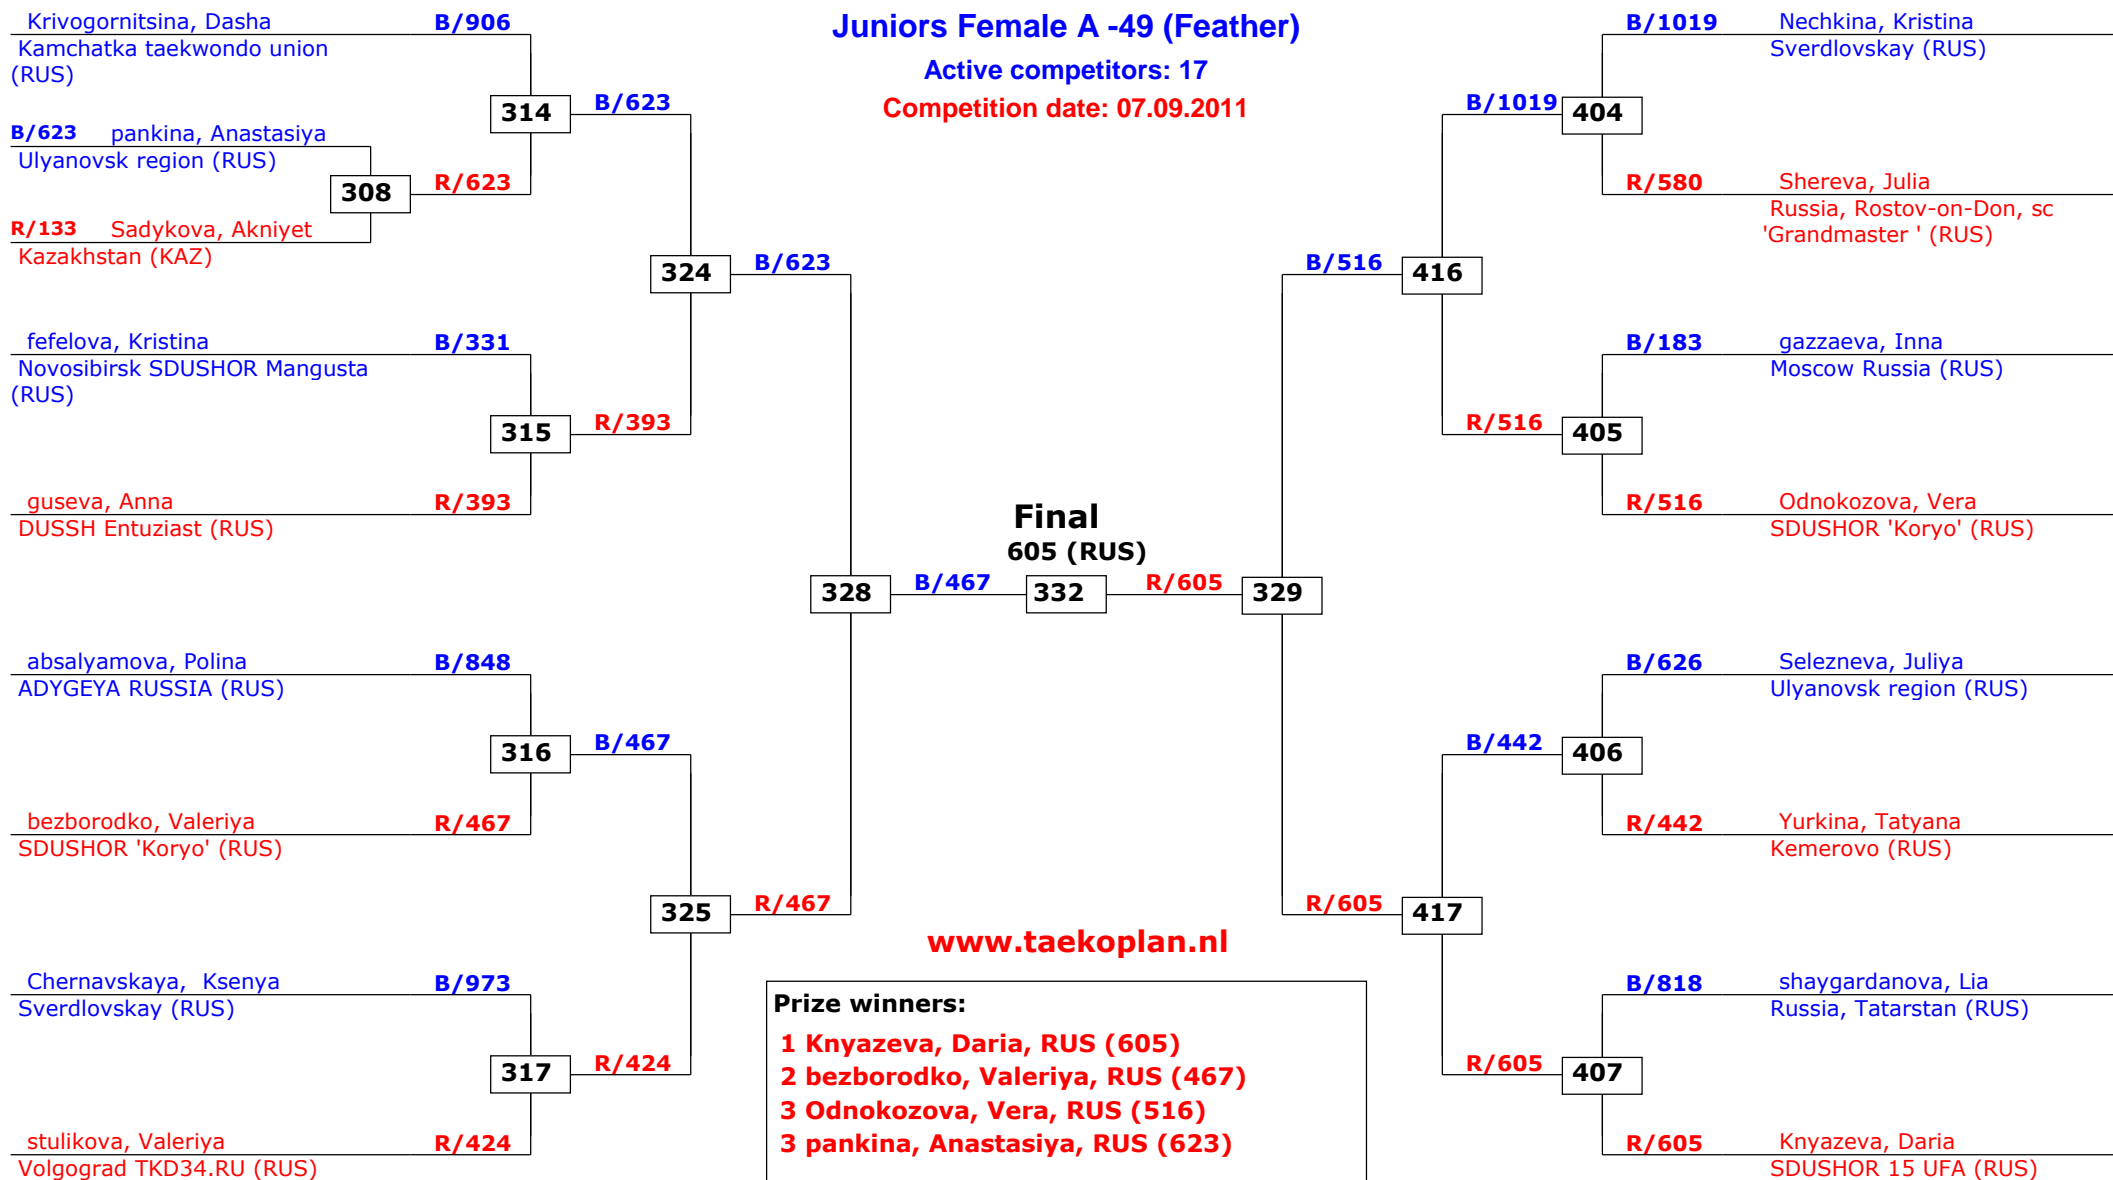 Juniors Female A -49 (Feather)
Active competitors: 17
Competition date: 07.09.2011
Krivogornitsina, Dasha B/906
Kamchatka taekwondo union
(RUS)
314
B/623
B/623 pankina, Anastasiya
Ulyanovsk region (RUS)
308
R/623
R/133 Sadykova, Akniyet
Kazakhstan (KAZ)
324
B/623
fefelova, Kristina B/331
Novosibirsk SDUSHOR Mangusta
(RUS)
315
R/393
guseva, Anna R/393
DUSSH Entuziast (RUS)
328
B/467
absalyamova, Polina B/848
ADYGEYA RUSSIA (RUS)
316
B/467
bezborodko, Valeriya R/467
SDUSHOR 'Koryo' (RUS)
325
R/467
Chernavskaya, Ksenya B/973
Sverdlovskay (RUS)
317
R/424
stulikova, Valeriya R/424
Volgograd TKD34.RU (RUS)
Final
605 (RUS)
332
B/1019 Nechkina, Kristina
Sverdlovskay (RUS)
B/1019
404
R/580 Shereva, Julia
Russia, Rostov-on-Don, sc
'Grandmaster ' (RUS)
B/516
416
B/183 gazzaeva, Inna
Moscow Russia (RUS)
R/516
405
R/516 Odnokozova, Vera
SDUSHOR 'Koryo' (RUS)
R/605
329
B/626 Selezneva, Juliya
Ulyanovsk region (RUS)
B/442
406
R/442 Yurkina, Tatyana
Kemerovo (RUS)
R/605
417
B/818 shaygardanova, Lia
Russia, Tatarstan (RUS)
R/605
407
R/605 Knyazeva, Daria
SDUSHOR 15 UFA (RUS)
www.taekoplan.nl
Prize winners:
1 Knyazeva, Daria, RUS (605)
2 bezborodko, Valeriya, RUS (467)
3 Odnokozova, Vera, RUS (516)
3 pankina, Anastasiya, RUS (623)